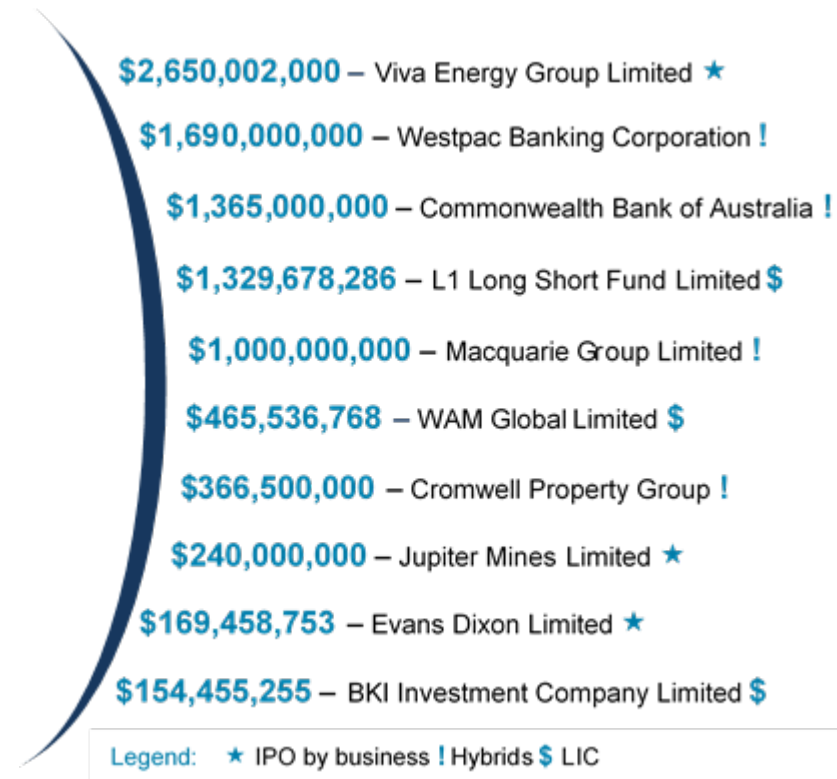 $2,650,002,000 – Viva Energy Group Limited ★
$1,690,000,000 – Westpac Banking Corporation !
$1,365,000,000 – Commonwealth Bank of Australia !
$1,329,678,286 – L1 Long Short Fund Limited $
$1,000,000,000 – Macquarie Group Limited !
$465,536,768 – WAM Global Limited $
$366,500,000 – Cromwell Property Group !
$240,000,000 – Jupiter Mines Limited ★
$169,458,753 – Evans Dixon Limited ★
$154,455,255 – BKI Investment Company Limited $
Legend: ★ IPO by business ! Hybrids $ LIC